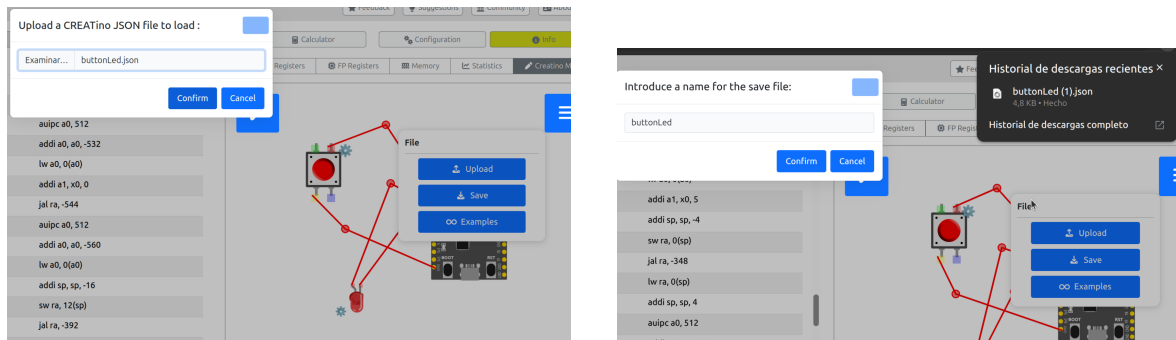 Upload a CREATino JSON file to load :
Examinar... buttonLed.json
Confirm Cancel
Feedback Suggestions Community
Calculator Configuration Info
Registers FP Registers Memory Statistics Creatino
auipc a0, 512
addi a0, a0, -532
lw a0, 0(a0)
addi a1, x0, 0
jal ra, -544
auipc a0, 512
addi a0, a0, -560
lw a0, 0(a0)
addi sp, sp, -16
sw ra, 12(sp)
jal ra, -392
File
Upload
Save
Examples
BOOT RST
Introduce a name for the save file:
buttonLed
Confirm Cancel
Historial de descargas recientes
buttonLed (1).json
4,8 KB • Hecho
Historial de descargas completo
Calculator
Registers FP Regis
addi a1, x0, 5
addi sp, sp, -4
sw ra, 0(sp)
jal ra, -348
lw ra, 0(sp)
addi sp, sp, 4
auipc a0, 512
File
Upload
Save
Examples
BOOT RST